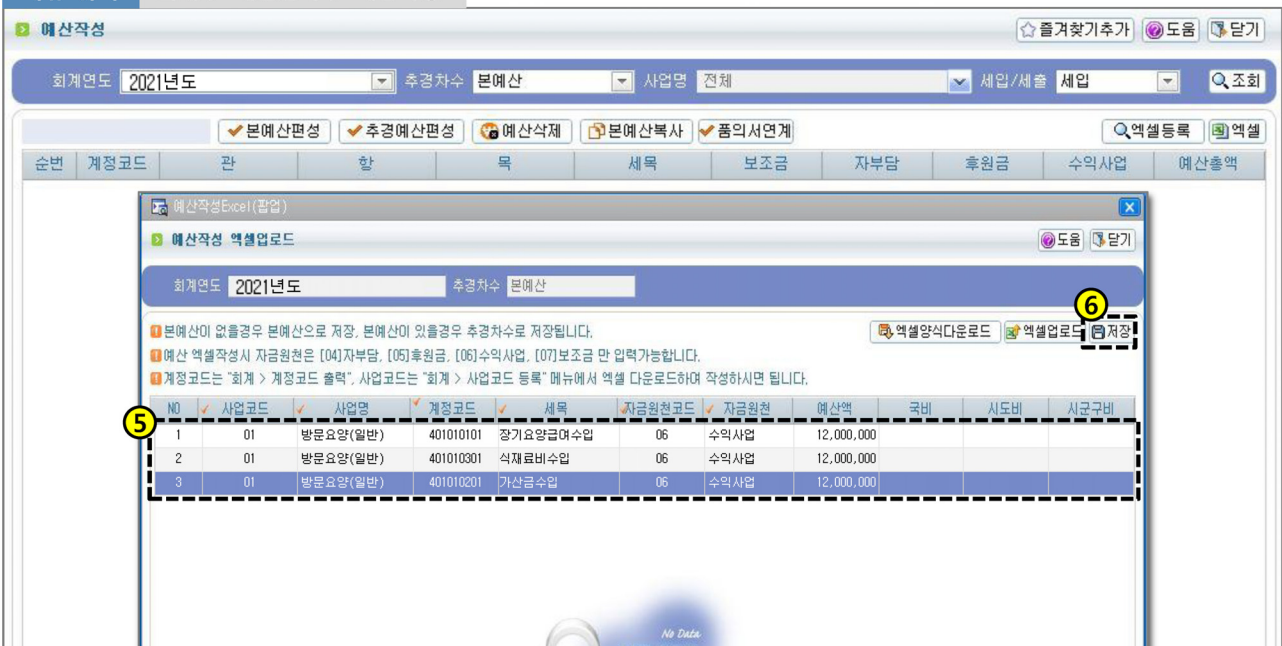 예산작성 즐겨찾기추가 도움 닫기
회계연도 2021년도 추경차수 본예산 사업명 전체 세입/세출 세입 조회
본예산편성 추경예산편성 예산삭제 본예산복사 품의서연계 엑셀등록 엑셀
순번 계정코드 관 항 목 세목 보조금 자부담 후원금 수익사업 예산총액
예산작성Excel(팝업)
예산작성 엑셀업로드 도움 닫기
회계연도 2021년도 추경차수 본예산
6
본예산이 없을경우 본예산으로 저장, 본예산이 있을경우 추경차수로 저장됩니다. 엑셀양식다운로드 엑셀업로드 저장
예산 엑셀작성시 자금원천은 [04]자부담, [05]후원금, [06]수익사업, [07]보조금 만 입력가능합니다.
계정코드는 "회계 > 계정코드 출력", 사업코드는 "회계 > 사업코드 등록" 메뉴에서 엑셀 다운로드하여 작성하시면 됩니다.
NO 사업코드 사업명 계정코드 세목 자금원천코드 자금원천 예산액 국비 시도비 시군구비
5
1 01 방문요양(일반) 401010101 장기요양급여수입 06 수익사업 12,000,000
2 01 방문요양(일반) 401010301 식재료비수입 06 수익사업 12,000,000
3 01 방문요양(일반) 401010201 가산금수입 06 수익사업 12,000,000
No Data